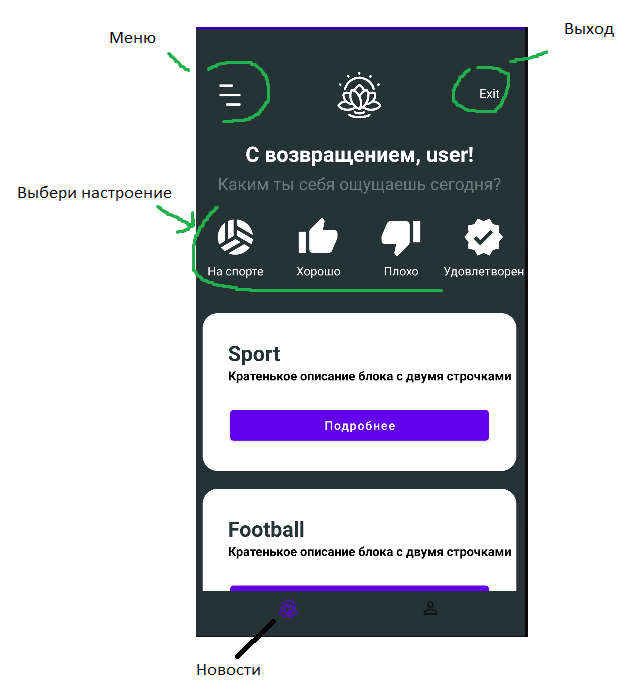 Меню
Выход
Exit
С возвращением, user!
Каким ты себя ощущаешь сегодня?
Выбери настроение
На спорте Хорошо Плохо Удовлетворен
Sport
Кратенькое описание блока с двумя строчками
Подробнее
Football
Кратенькое описание блока с двумя строчками
Новости